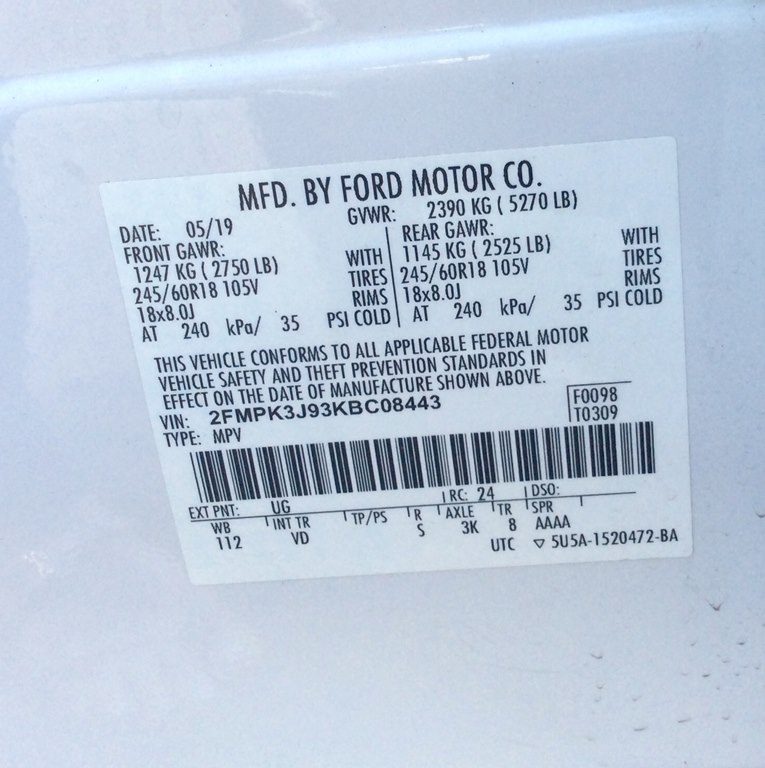 MFD. BY FORD MOTOR CO.
DATE: 05/19 GVWR: 2390 KG ( 5270 LB)
FRONT GAWR: REAR GAWR:
1247 KG ( 2750 LB) WITH 1145 KG ( 2525 LB) WITH
245/60R18 105V TIRES 245/60R18 105V TIRES
18x8.0J RIMS 18x8.0J RIMS
AT 240 kPa/ 35 PSI COLD AT 240 kPa/ 35 PSI COLD
THIS VEHICLE CONFORMS TO ALL APPLICABLE FEDERAL MOTOR
VEHICLE SAFETY AND THEFT PREVENTION STANDARDS IN
EFFECT ON THE DATE OF MANUFACTURE SHOWN ABOVE.
VIN: 2FMPK3J93KBC08443 F0098
TYPE: MPV T0309
EXT PNT: UG RC: 24 DSO:
WB INT TR TP/PS R AXLE TR SPR
112 VD S 3K 8 AAAA
UTC ▽ 5U5A-1520472-BA